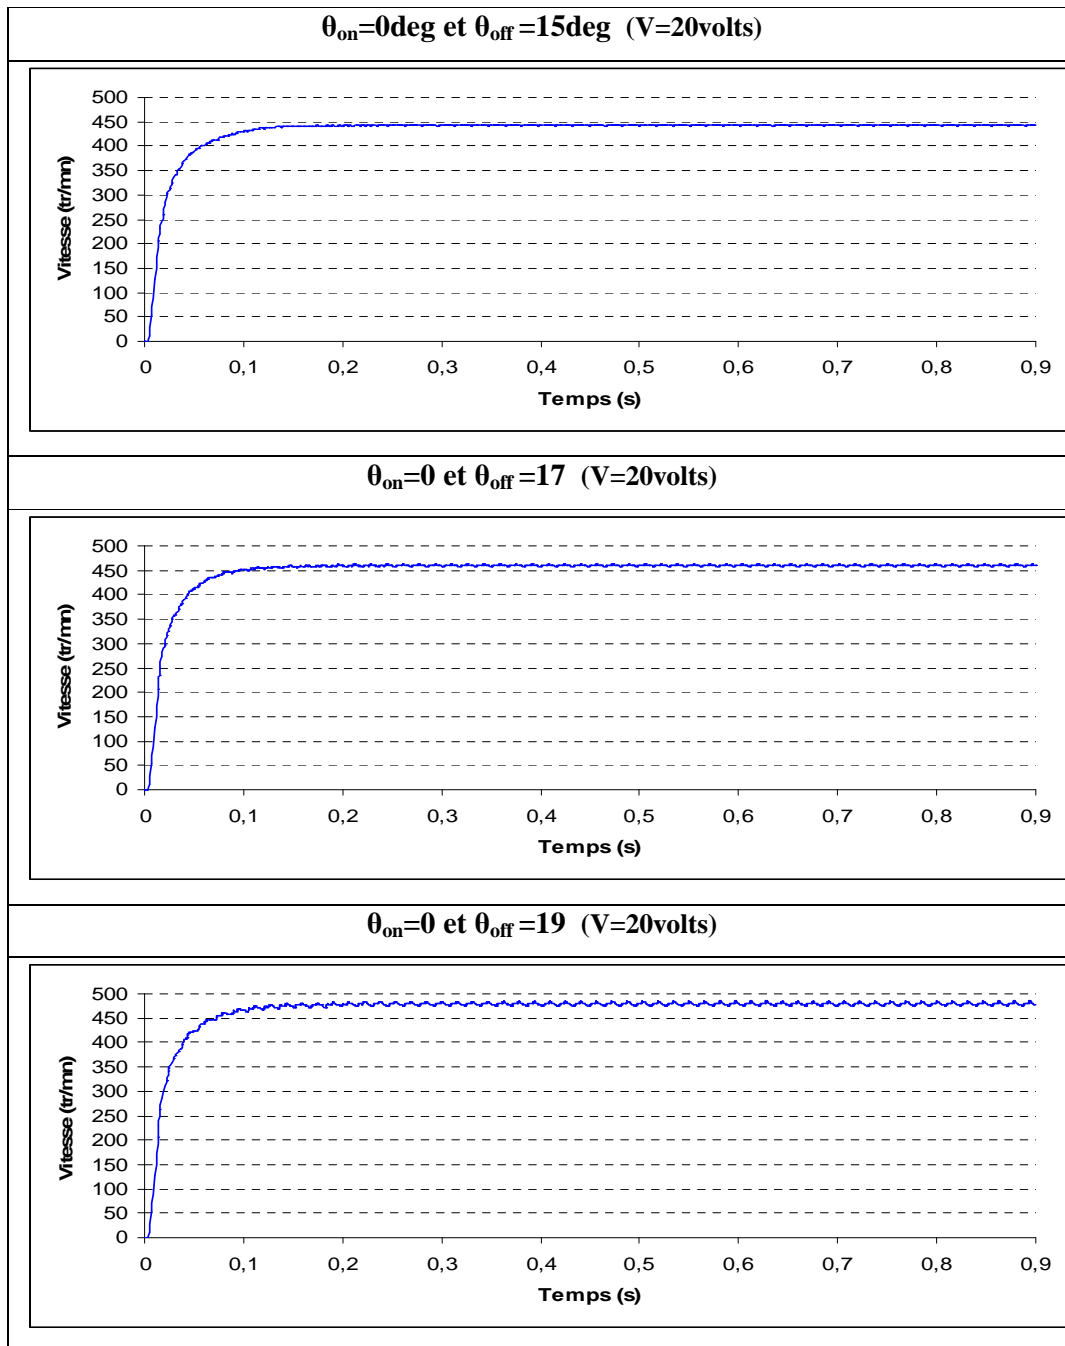 θon=0deg et θoff =15deg (V=20volts)
500
450
400
350
300
250
200
150
100
50
0
Vitesse (tr/mn)
0 0,1 0,2 0,3 0,4 0,5 0,6 0,7 0,8 0,9
Temps (s)
θon=0 et θoff =17 (V=20volts)
500
450
400
350
300
250
200
150
100
50
0
Vitesse (tr/mn)
0 0,1 0,2 0,3 0,4 0,5 0,6 0,7 0,8 0,9
Temps (s)
θon=0 et θoff =19 (V=20volts)
500
450
400
350
300
250
200
150
100
50
0
Vitesse (tr/mn)
0 0,1 0,2 0,3 0,4 0,5 0,6 0,7 0,8 0,9
Temps (s)